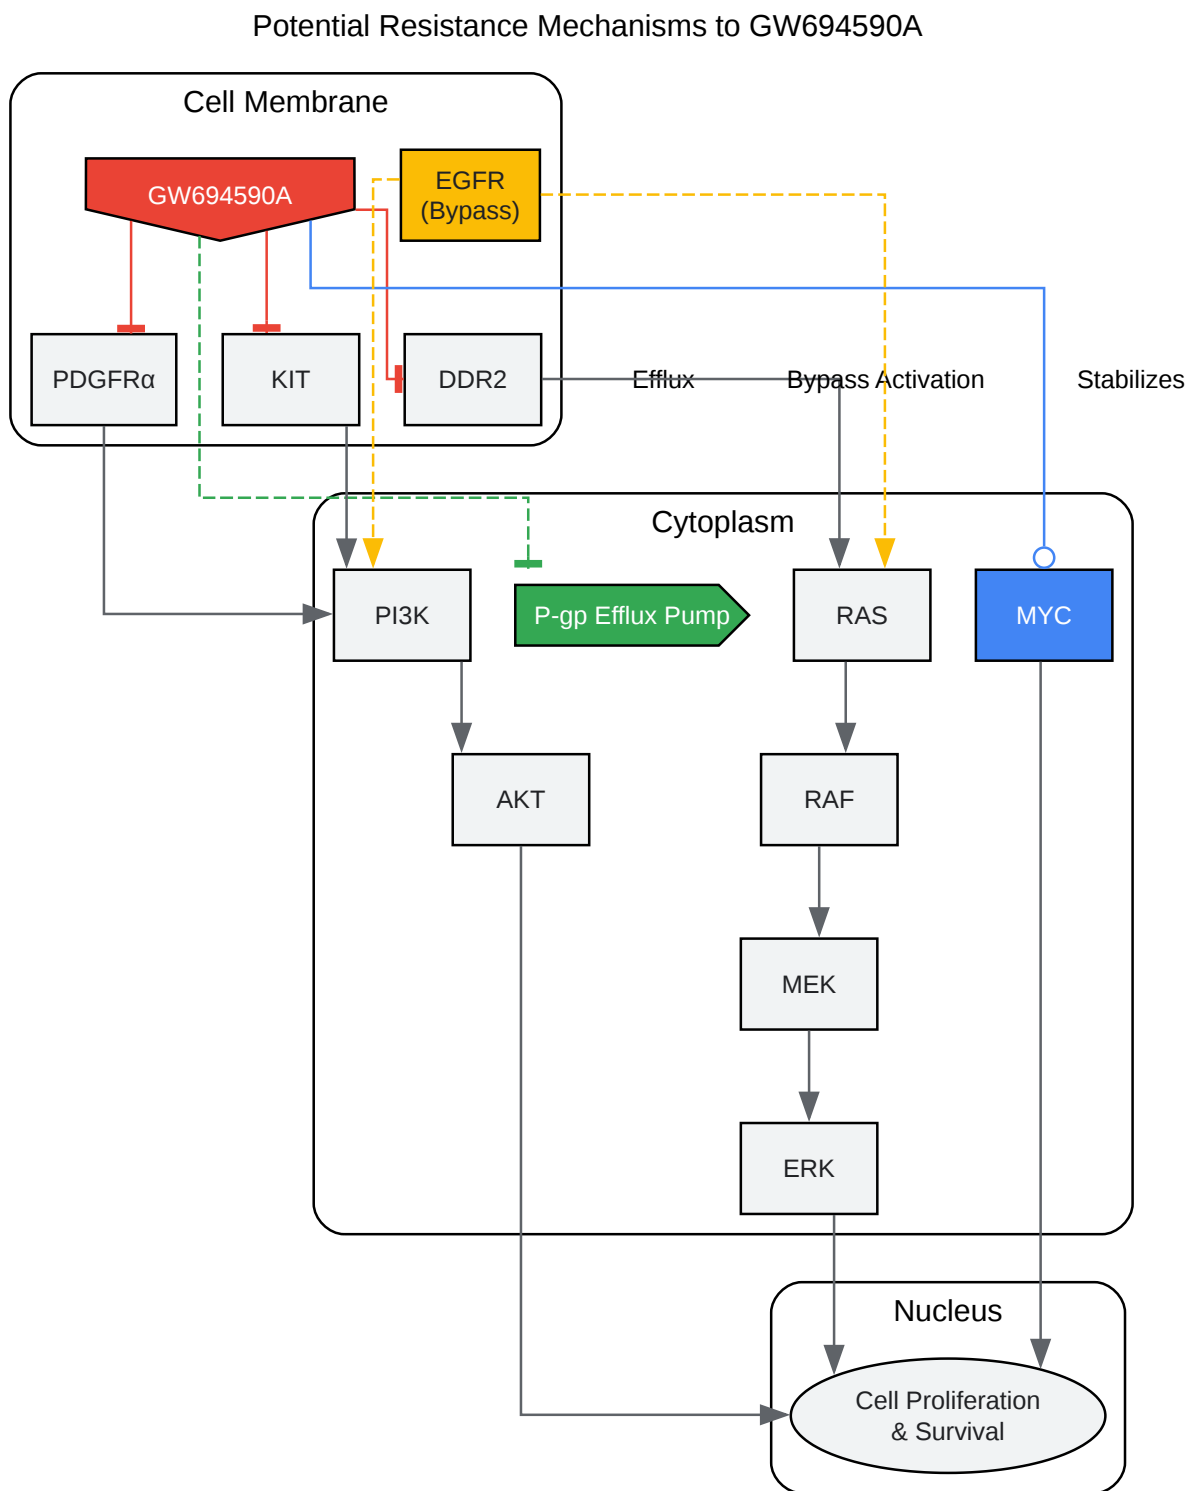 Potential Resistance Mechanisms to GW694590A
Cell Membrane
GW694590A
EGFR
(Bypass)
PDGFRα
KIT
DDR2
Efflux
Bypass Activation
Stabilizes
Cytoplasm
PI3K
P-gp Efflux Pump
RAS
MYC
AKT
RAF
MEK
ERK
Nucleus
Cell Proliferation
& Survival